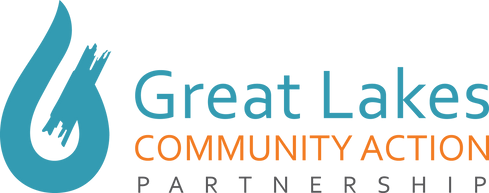 Great Lakes
COMMUNITY ACTION
PARTNERSHIP